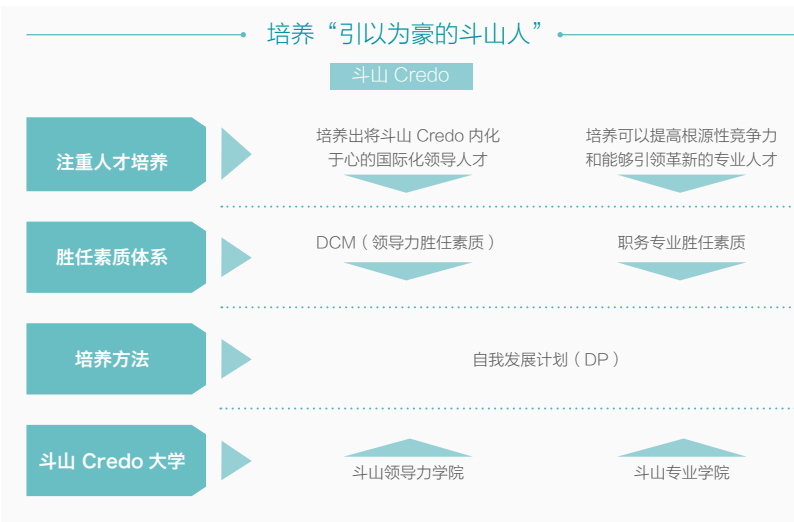 培养“引以为豪的斗山人”
斗山 Credo
注重人才培养
培养出将斗山 Credo 内化
于心的国际化领导人才
培养可以提高根源性竞争力
和能够引领革新的专业人才
胜任素质体系
DCM（领导力胜任素质）
职务专业胜任素质
培养方法
自我发展计划（DP）
斗山 Credo 大学
斗山领导力学院
斗山专业学院